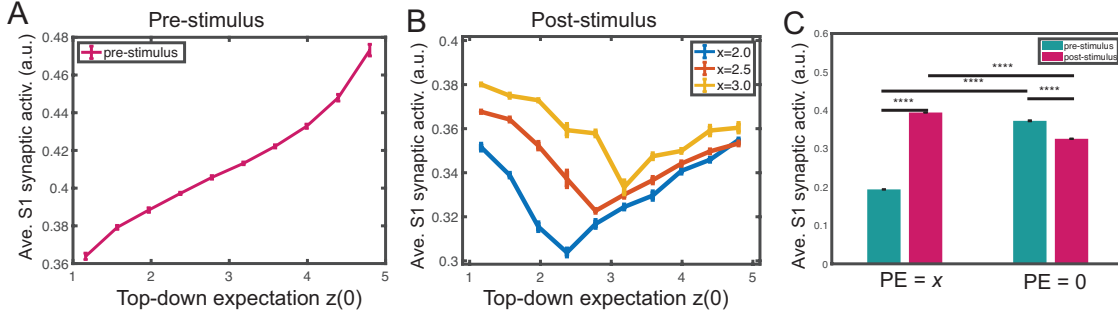 A
Pre-stimulus
Ave. S1 synaptic activ. (a.u.)
0.48
0.46
0.44
0.42
0.4
0.38
0.36
pre-stimulus
1
2
3
4
5
Top-down expectation z(0)
B
Post-stimulus
Ave. S1 synaptic activ. (a.u.)
0.4
0.38
0.36
0.34
0.32
0.3
x=2.0
x=2.5
x=3.0
1
2
3
4
5
Top-down expectation z(0)
C
Ave. S1 synaptic activ. (a.u.)
0.6
0.5
0.4
0.3
0.2
0.1
0
pre-stimulus
post-stimulus
****
****
****
****
PE = x
PE = 0